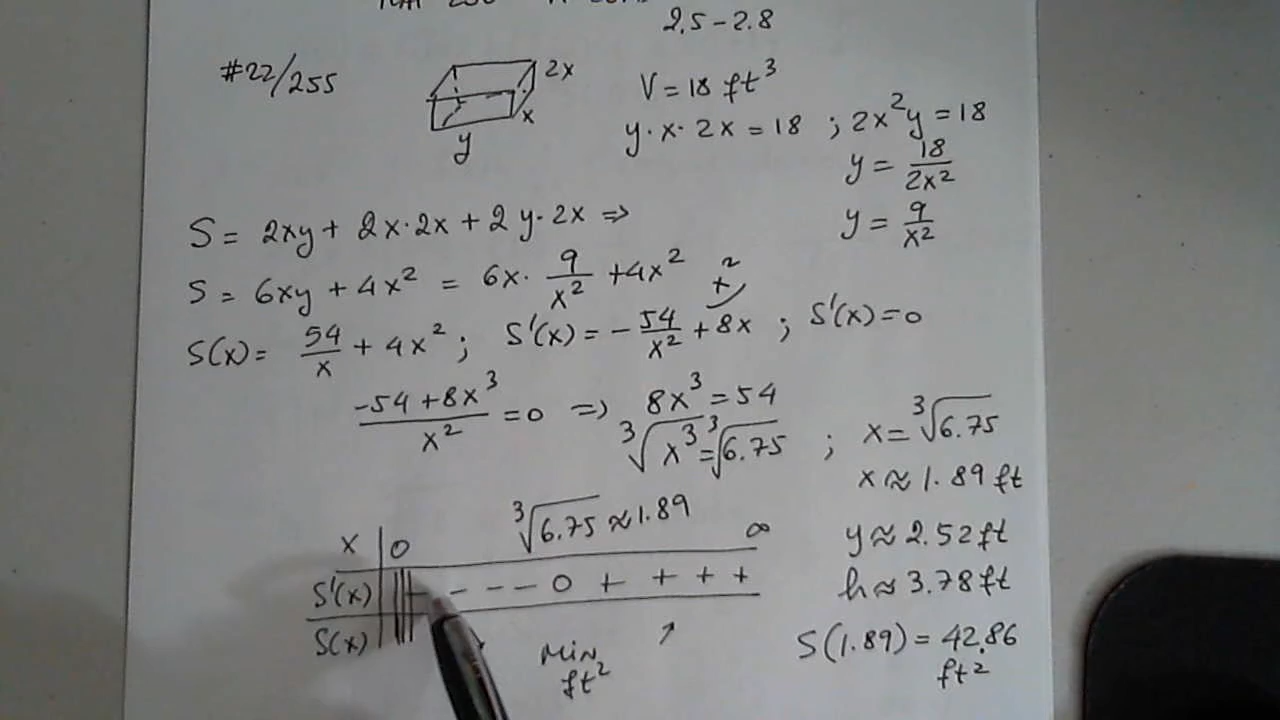 2.5-2.8
#22/255
2x
x
y
V = 18 ft³
y·x·2x = 18 ; 2x²y = 18
y = 18/2x²
y = 9/x²
S = 2xy + 2x·2x + 2y·2x ⇒
S = 6xy + 4x² = 6x · 9/x² + 4x²
S(x) = 54/x + 4x² ; S'(x) = -54/x² + 8x ; S'(x) = 0
(-54 + 8x³)/x² = 0 ⇒ 8x³ = 54
∛x³ = ∛6.75 ; x = ∛6.75
x ≈ 1.89 ft
y ≈ 2.52 ft
h ≈ 3.78 ft
S(1.89) = 42.86
ft²
x | 0 ∛6.75 ≈ 1.89 ∞
S'(x) - - - - 0 + + + +
S(x) Min ↗
ft²